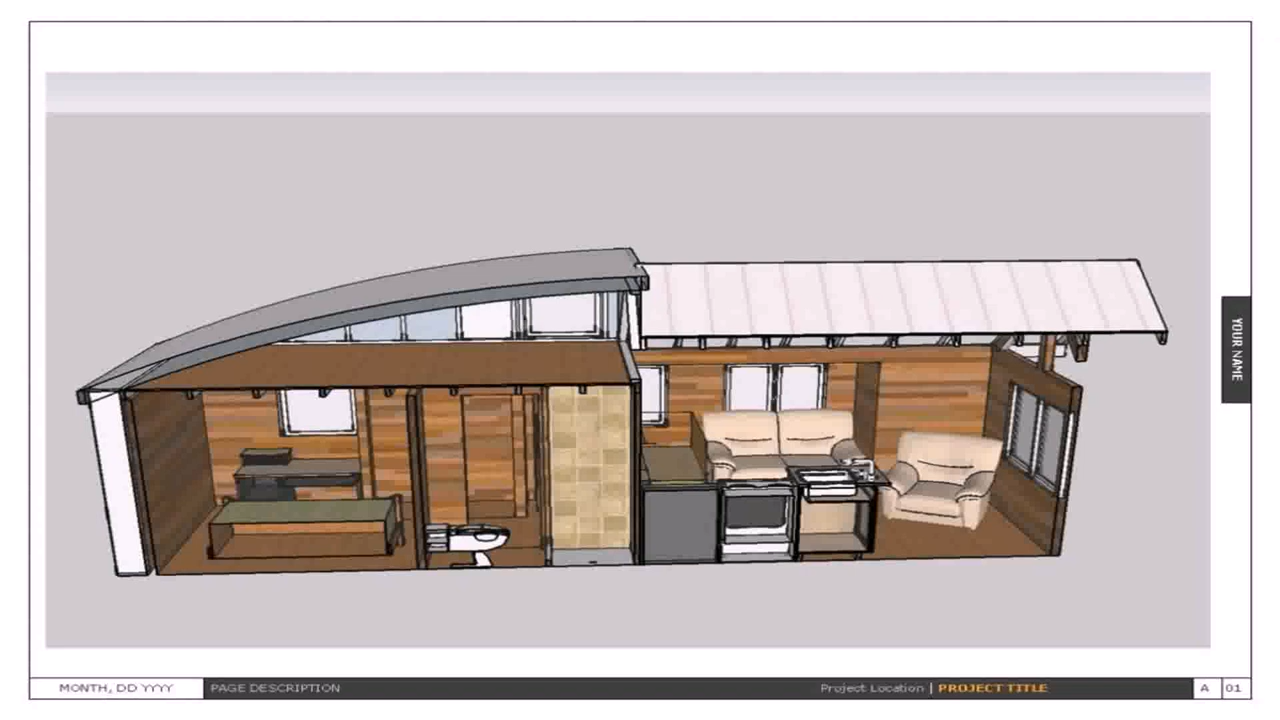 YOUR NAME
MONTH, DD YYYY
PAGE DESCRIPTION
Project Location | PROJECT TITLE
A 01